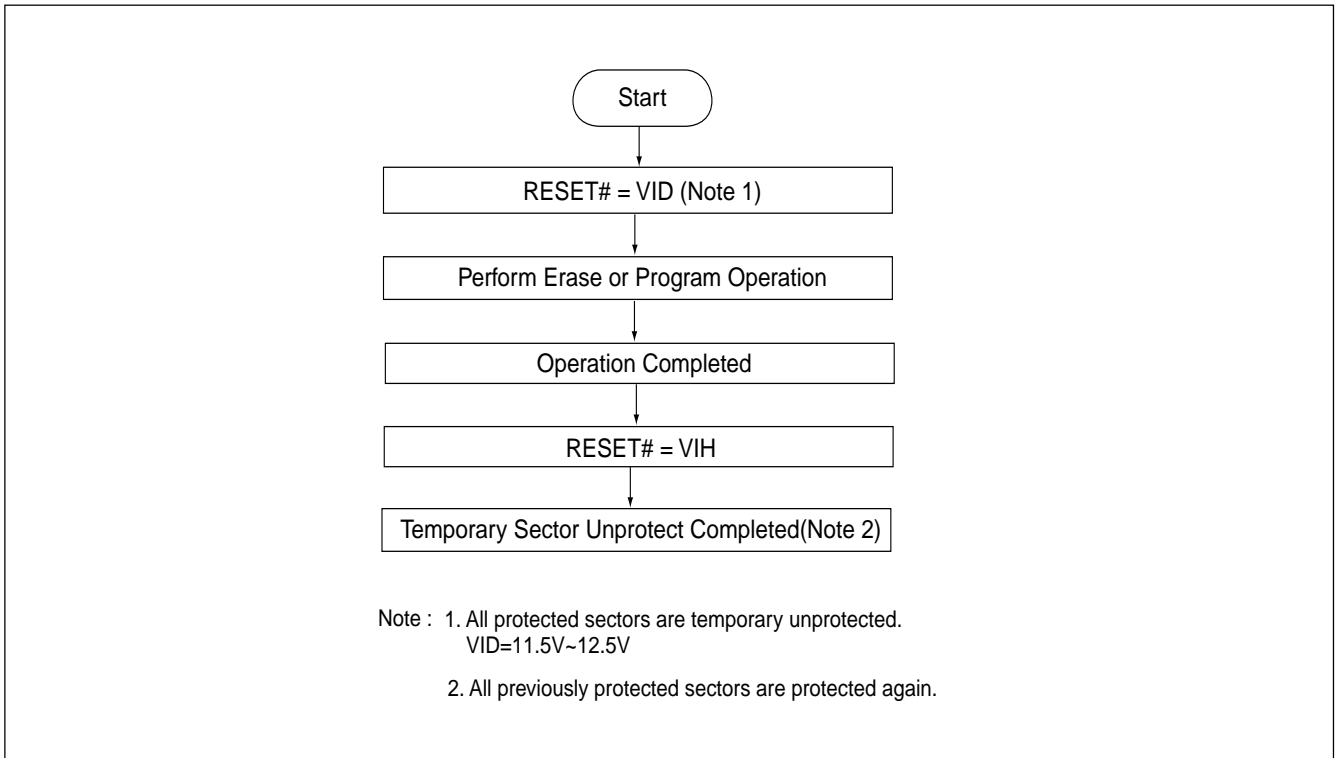 Start
RESET# = VID (Note 1)
Perform Erase or Program Operation
Operation Completed
RESET# = VIH
Temporary Sector Unprotect Completed(Note 2)
Note : 1. All protected sectors are temporary unprotected.
VID=11.5V~12.5V
2. All previously protected sectors are protected again.